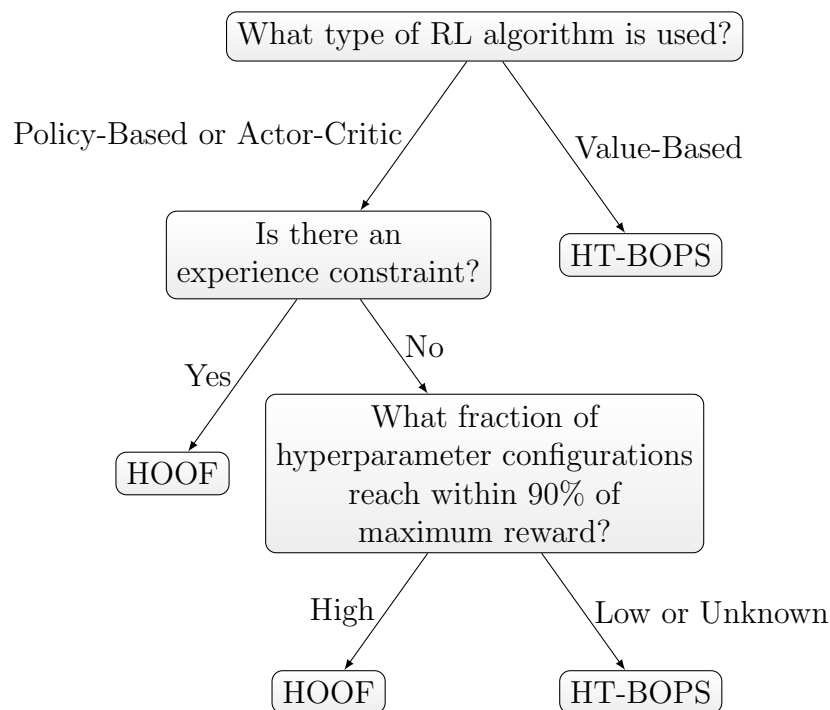 What type of RL algorithm is used?
Policy-Based or Actor-Critic
Value-Based
Is there an
experience constraint?
HT-BOPS
Yes
No
What fraction of
hyperparameter configurations
reach within 90% of
maximum reward?
HOOF
High
Low or Unknown
HOOF
HT-BOPS